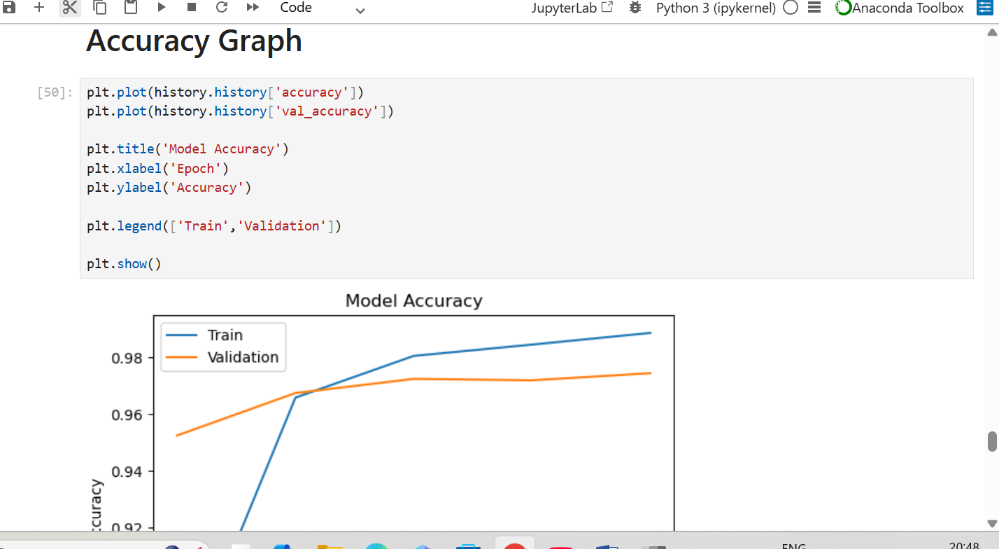 Code
JupyterLab
Python 3 (ipykernel)
Anaconda Toolbox
Accuracy Graph
[50]:
plt.plot(history.history['accuracy'])
plt.plot(history.history['val_accuracy'])
plt.title('Model Accuracy')
plt.xlabel('Epoch')
plt.ylabel('Accuracy')
plt.legend(['Train','Validation'])
plt.show()
Model Accuracy
Train
Validation
0.98
0.96
0.94
0.92
ccuracy
ENG
20:48